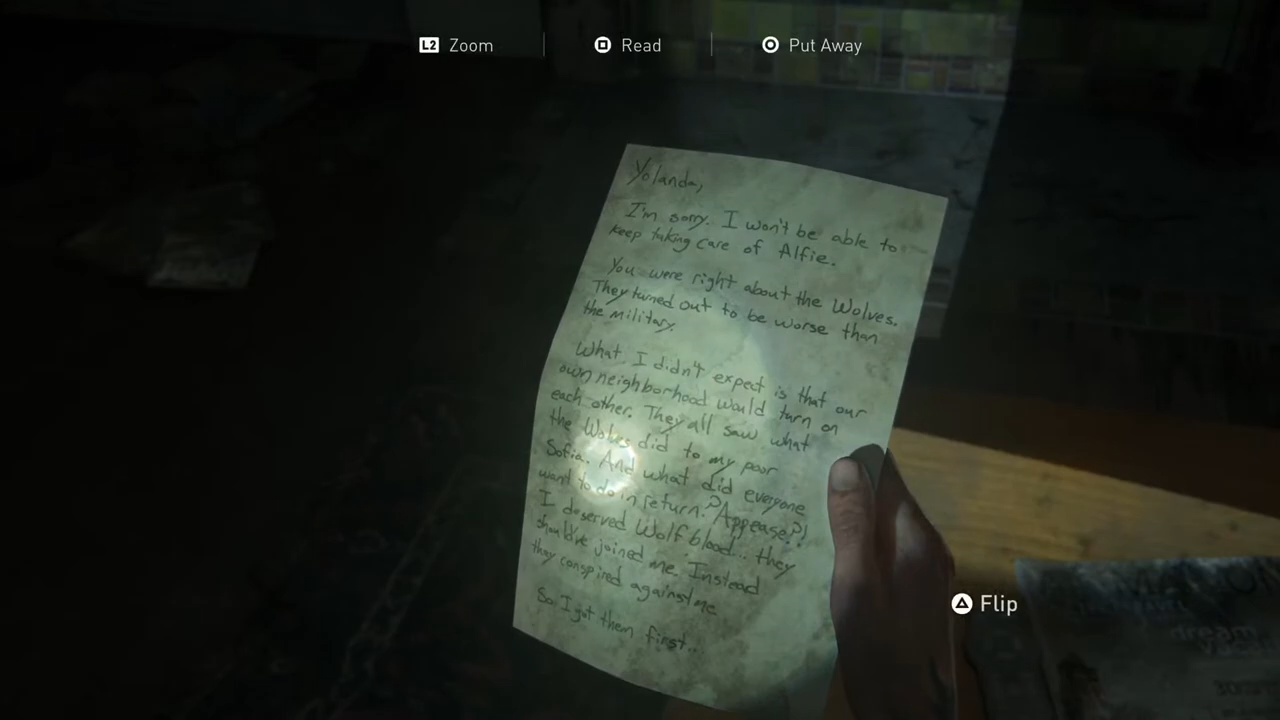 L2 Zoom
Read
Put Away
Yolanda,
I'm sorry. I won't be able to
keep taking care of Alfie.
You were right about the Wolves.
They turned out to be worse than
the military.
What I didn't expect is that our
own neighborhood would turn on
each other. They all saw what
the Wolves did to my poor
Sofia. And what did everyone
want to do in return? Appease?!
I deserved Wolf blood... they
should've joined me. Instead
they conspired against me
So, I got them first...
Flip
dream